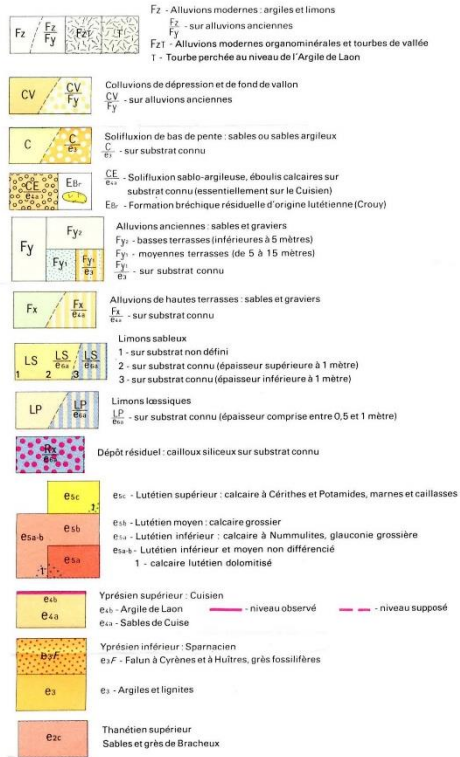 Fz - Alluvions modernes : argiles et limons
Fz
Fz
Fy
FzT
T
Fz
Fy
- sur alluvions anciennes
FzT - Alluvions modernes organominérales et tourbes de vallée
T - Tourbe perchée au niveau de l'Argile de Laon
CV
CV
Fy
Colluvions de dépression et de fond de vallon
CV
Fy
- sur alluvions anciennes
C
C
e3
Solifluxion de bas de pente : sables ou sables argileux
C
e3
- sur substrat connu
CE
e4a
EBr
CE
e4a
- Solifluxion sablo-argileuse, éboulis calcaires sur
substrat connu (essentiellement sur le Cuisien)
EBr - Formation bréchique résiduelle d'origine lutétienne (Crouy)
Fy
Fy2
Fy1
Fy1
e3
Alluvions anciennes : sables et graviers
Fy2 - basses terrasses (inférieures à 5 mètres)
Fy1 - moyennes terrasses (de 5 à 15 mètres)
Fy1
e3
- sur substrat connu
Fx
Fx
e4a
Alluvions de hautes terrasses : sables et graviers
Fx
e4a
- sur substrat connu
LS
LS
e6a
LS
e6a
1
2
3
Limons sableux
1 - sur substrat non défini
2 - sur substrat connu (épaisseur supérieure à 1 mètre)
3 - sur substrat connu (épaisseur inférieure à 1 mètre)
LP
LP
e6a
Limons lœssiques
LP
e6a
- sur substrat connu (épaisseur comprise entre 0,5 et 1 mètre)
Rx
Dépôt résiduel : cailloux siliceux sur substrat connu
e5c
e5a-b
e5b
e5a
1
1
e5c - Lutétien supérieur : calcaire à Cérithes et Potamides, marnes et caillasses
e5b - Lutétien moyen : calcaire grossier
e5a - Lutétien inférieur : calcaire à Nummulites, glauconie grossière
e5a-b - Lutétien inférieur et moyen non différencié
1 - calcaire lutétien dolomitisé
e4b
e4a
Yprésien supérieur : Cuisien
e4b - Argile de Laon - niveau observé - niveau supposé
e4a - Sables de Cuise
e3F
e3
Yprésien inférieur : Sparnacien
e3F - Falun à Cyrènes et à Huîtres, grès fossilifères
e3 - Argiles et lignites
e2c
Thanétien supérieur
Sables et grès de Bracheux